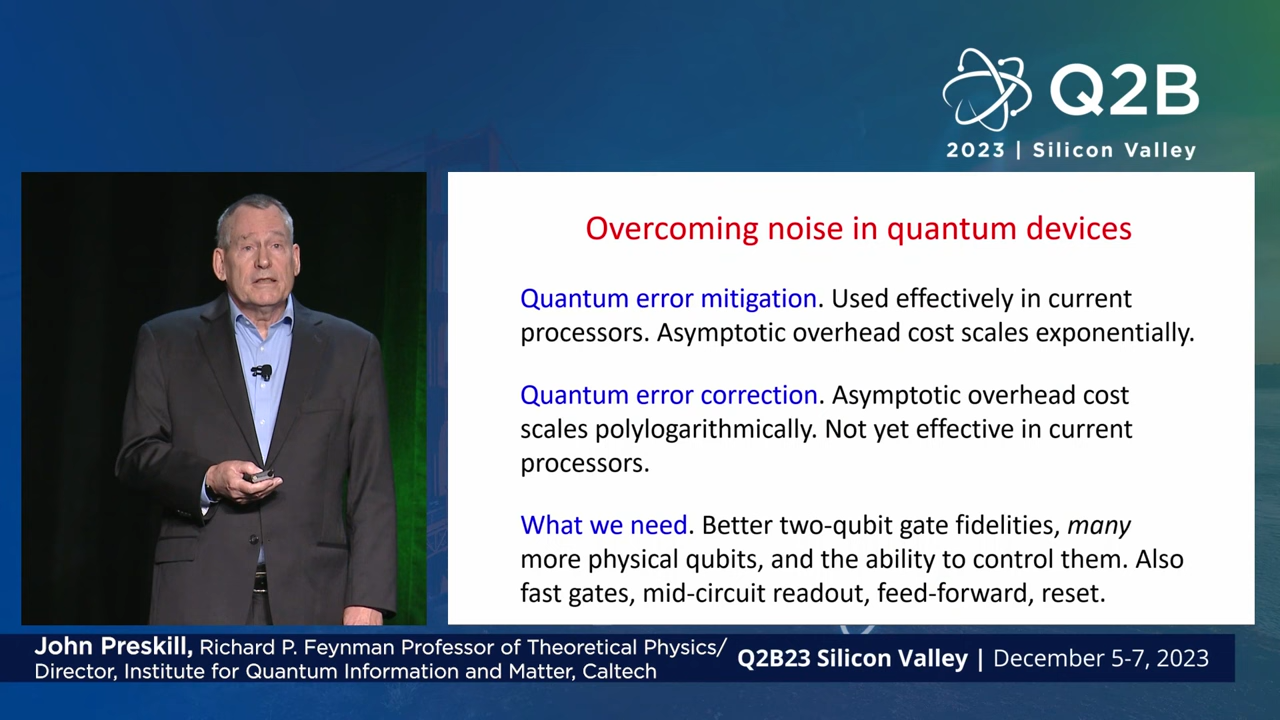 Q2B
2023 | Silicon Valley
Overcoming noise in quantum devices
Quantum error mitigation. Used effectively in current
processors. Asymptotic overhead cost scales exponentially.
Quantum error correction. Asymptotic overhead cost
scales polylogarithmically. Not yet effective in current
processors.
What we need. Better two-qubit gate fidelities, many
more physical qubits, and the ability to control them. Also
fast gates, mid-circuit readout, feed-forward, reset.
John Preskill, Richard P. Feynman Professor of Theoretical Physics/
Director, Institute for Quantum Information and Matter, Caltech
Q2B23 Silicon Valley | December 5-7, 2023